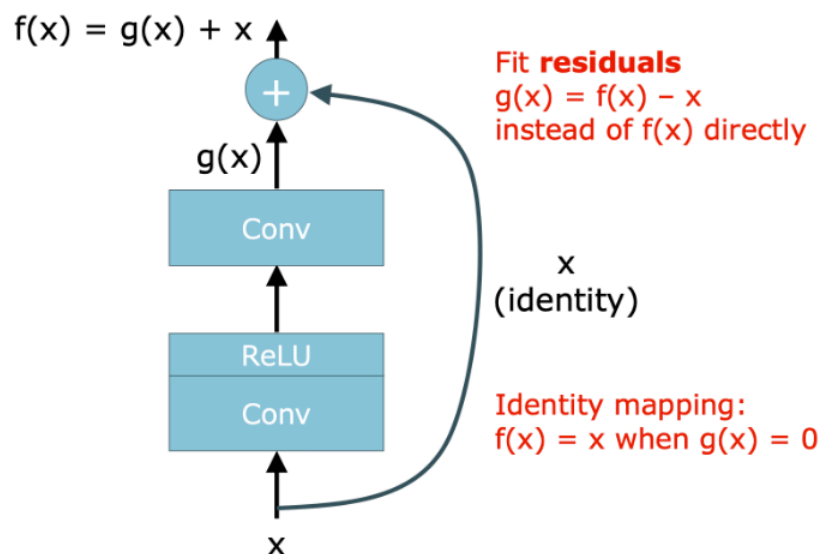 f(x) = g(x) + x
+
Fit residuals
g(x) = f(x) − x
instead of f(x) directly
g(x)
Conv
x
(identity)
ReLU
Conv
Identity mapping:
f(x) = x when g(x) = 0
x